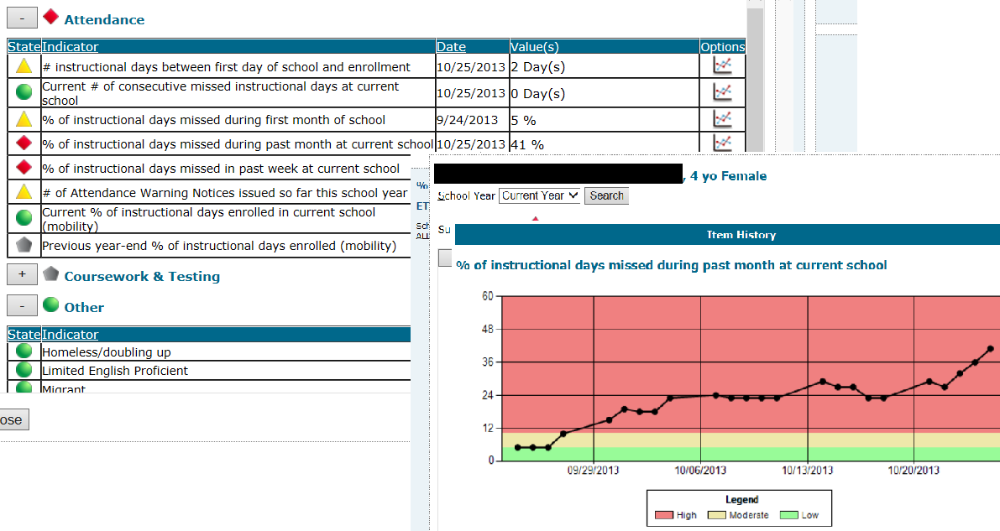 - Attendance
State Indicator Date Value(s) Options
# instructional days between first day of school and enrollment 10/25/2013 2 Day(s)
Current # of consecutive missed instructional days at current
school 10/25/2013 0 Day(s)
% of instructional days missed during first month of school 9/24/2013 5 %
% of instructional days missed during past month at current school 10/25/2013 41 %
% of instructional days missed in past week at current school
# of Attendance Warning Notices issued so far this school year
Current % of instructional days enrolled in current school
(mobility)
Previous year-end % of instructional days enrolled (mobility)
+ Coursework & Testing
- Other
State Indicator
Homeless/doubling up
Limited English Proficient
Migrant
ose
%
ET
Sch
ALL
, 4 yo Female
School Year Current Year Search
Su
Item History
% of instructional days missed during past month at current school
60
48
36
24
12
0
09/29/2013 10/06/2013 10/13/2013 10/20/2013
Legend
High Moderate Low